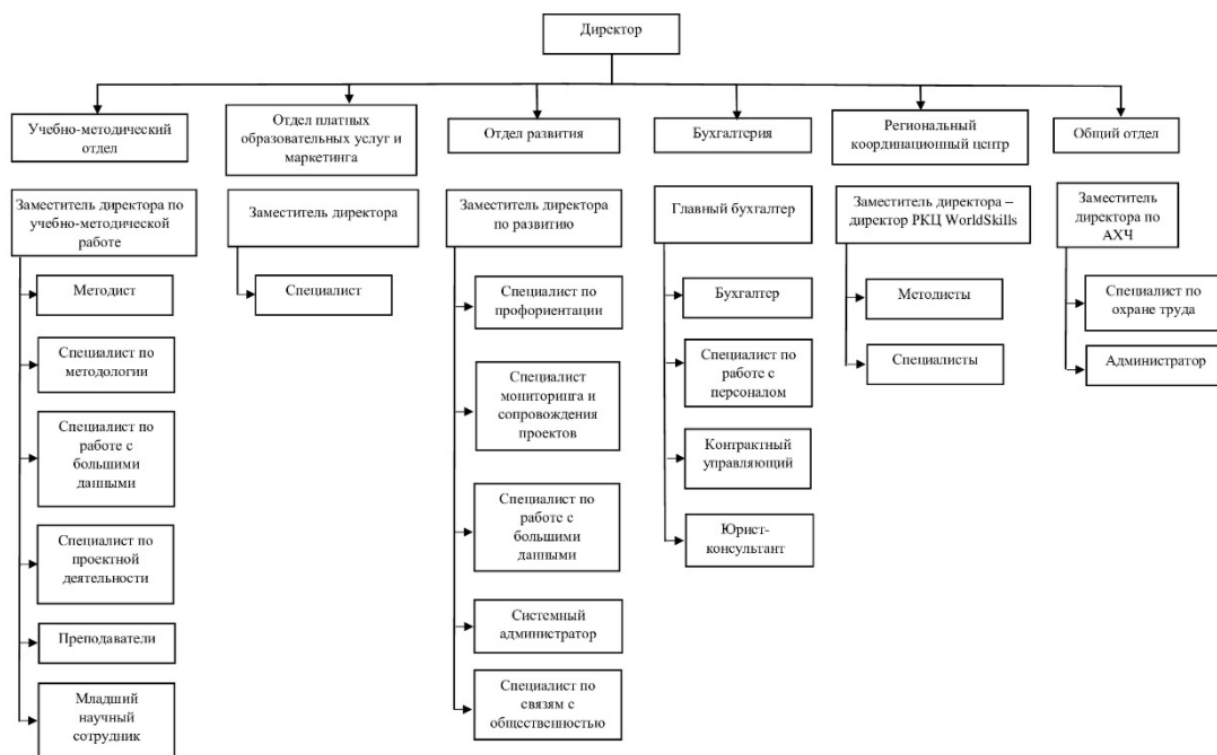 Директор
Учебно-методический
отдел
Отдел платных
образовательных услуг и
маркетинга
Отдел развития
Бухгалтерия
Региональный
координационный центр
Общий отдел
Заместитель директора по
учебно-методической
работе
Заместитель директора
Заместитель директора
по развитию
Главный бухгалтер
Заместитель директора –
директор РКЦ WorldSkills
Заместитель
директора по
АХЧ
Методист
Специалист по
методологии
Специалист по
работе с
большими
данными
Специалист по
проектной
деятельности
Преподаватели
Младший
научный
сотрудник
Специалист
Специалист по
профориентации
Специалист
мониторинга и
сопровождения
проектов
Специалист по
работе с
большими
данными
Системный
администратор
Специалист по
связям с
общественностью
Бухгалтер
Специалист по
работе с
персоналом
Контрактный
управляющий
Юрист-
консультант
Методисты
Специалисты
Специалист по
охране труда
Администратор